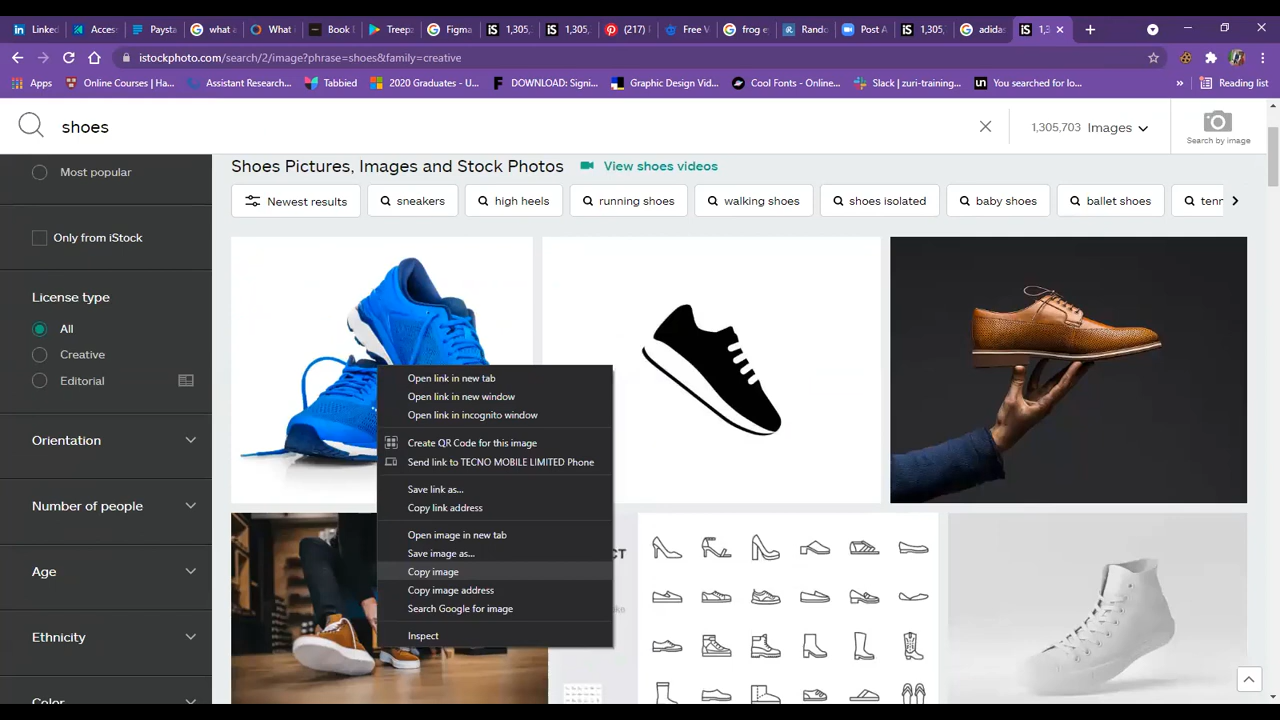 Linked
Access
Paysta
what a
What
Book
Treepz
Figma
1,305,
1,305,
(217)
Free V
frog ey
Rando
Post A
1,305,
adidas
1,3
istockphoto.com/search/2/image?phrase=shoes&family=creative
Apps
Online Courses | Ha...
Assistant Research...
Tabbied
2020 Graduates - U...
DOWNLOAD: Signi...
Graphic Design Vid...
Cool Fonts - Online...
Slack | zuri-training...
You searched for lo...
»
Reading list
shoes
1,305,703 Images
Search by image
Most popular
Only from iStock
License type
All
Creative
Editorial
Orientation
Number of people
Age
Ethnicity
Color
Shoes Pictures, Images and Stock Photos
View shoes videos
Newest results
sneakers
high heels
running shoes
walking shoes
shoes isolated
baby shoes
ballet shoes
tenn
Open link in new tab
Open link in new window
Open link in incognito window
Create QR Code for this image
Send link to TECNO MOBILE LIMITED Phone
Save link as...
Copy link address
Open image in new tab
Save image as...
Copy image
Copy image address
Search Google for image
Inspect
CT